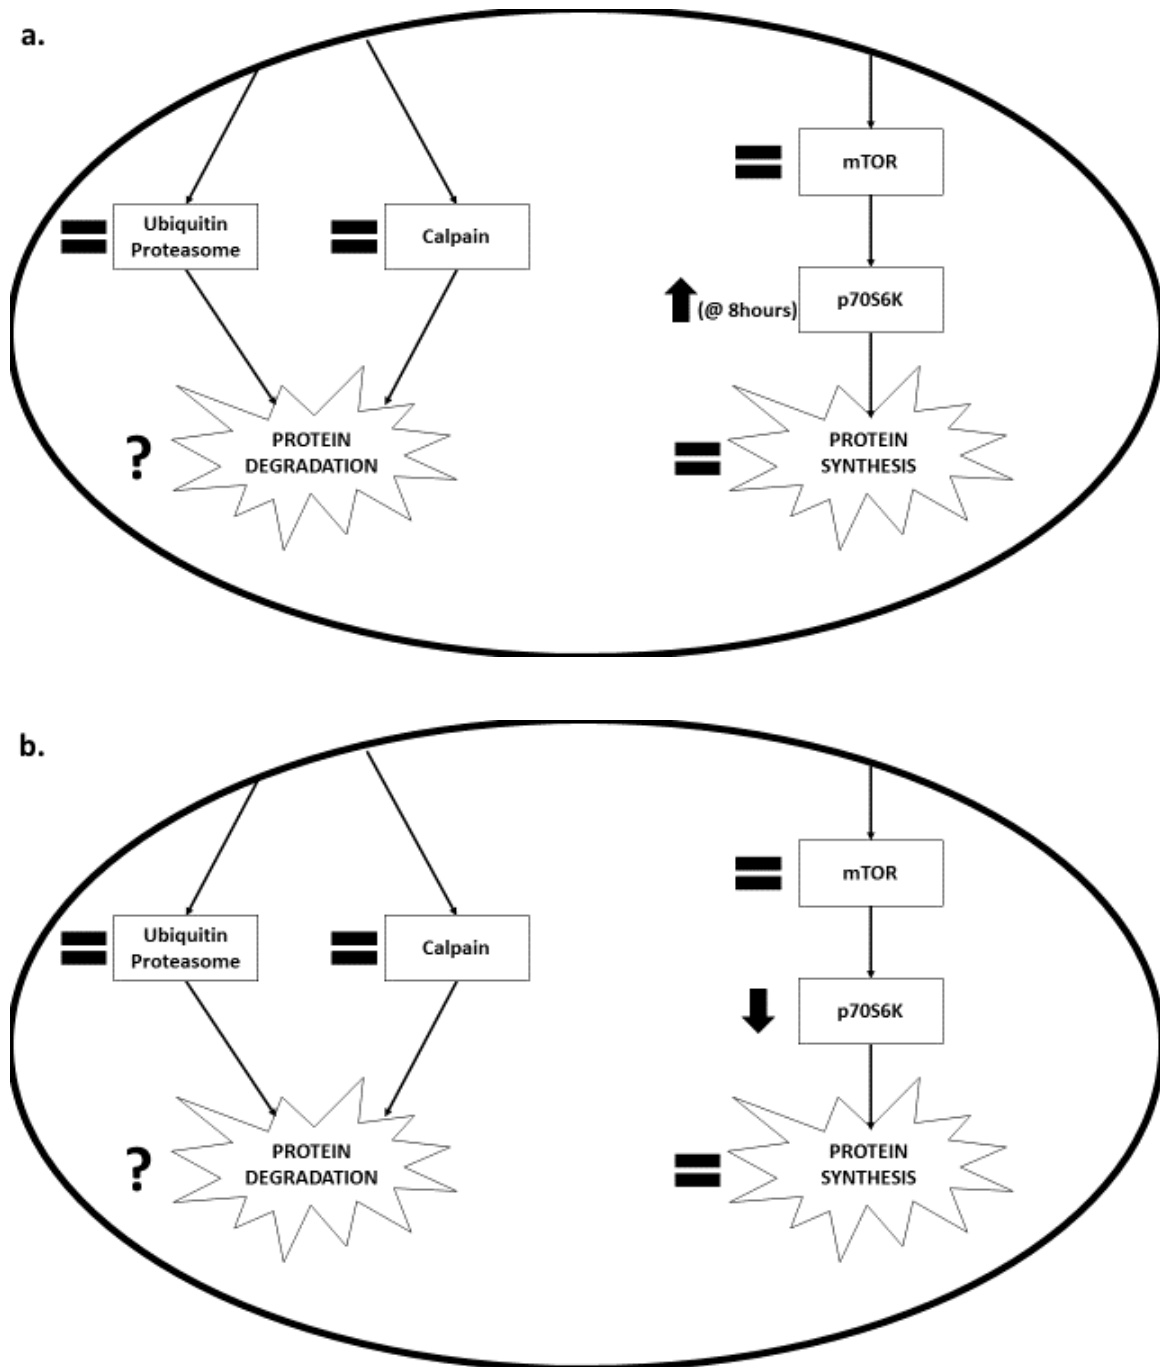 a.
mTOR
=
Ubiquitin
Proteasome
=
Calpain
=
p70S6K
(@ 8hours)
PROTEIN
DEGRADATION
?
PROTEIN
SYNTHESIS
=
b.
mTOR
=
Ubiquitin
Proteasome
=
Calpain
=
p70S6K
PROTEIN
DEGRADATION
?
PROTEIN
SYNTHESIS
=